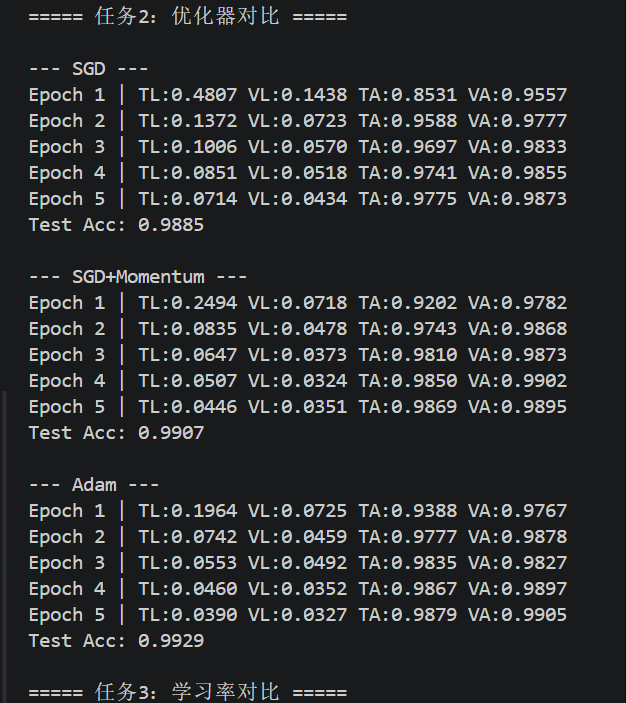 ===== 任务2：优化器对比 =====
--- SGD ---
Epoch 1 | TL:0.4807 VL:0.1438 TA:0.8531 VA:0.9557
Epoch 2 | TL:0.1372 VL:0.0723 TA:0.9588 VA:0.9777
Epoch 3 | TL:0.1006 VL:0.0570 TA:0.9697 VA:0.9833
Epoch 4 | TL:0.0851 VL:0.0518 TA:0.9741 VA:0.9855
Epoch 5 | TL:0.0714 VL:0.0434 TA:0.9775 VA:0.9873
Test Acc: 0.9885
--- SGD+Momentum ---
Epoch 1 | TL:0.2494 VL:0.0718 TA:0.9202 VA:0.9782
Epoch 2 | TL:0.0835 VL:0.0478 TA:0.9743 VA:0.9868
Epoch 3 | TL:0.0647 VL:0.0373 TA:0.9810 VA:0.9873
Epoch 4 | TL:0.0507 VL:0.0324 TA:0.9850 VA:0.9902
Epoch 5 | TL:0.0446 VL:0.0351 TA:0.9869 VA:0.9895
Test Acc: 0.9907
--- Adam ---
Epoch 1 | TL:0.1964 VL:0.0725 TA:0.9388 VA:0.9767
Epoch 2 | TL:0.0742 VL:0.0459 TA:0.9777 VA:0.9878
Epoch 3 | TL:0.0553 VL:0.0492 TA:0.9835 VA:0.9827
Epoch 4 | TL:0.0460 VL:0.0352 TA:0.9867 VA:0.9897
Epoch 5 | TL:0.0390 VL:0.0327 TA:0.9879 VA:0.9905
Test Acc: 0.9929
===== 任务3：学习率对比 =====